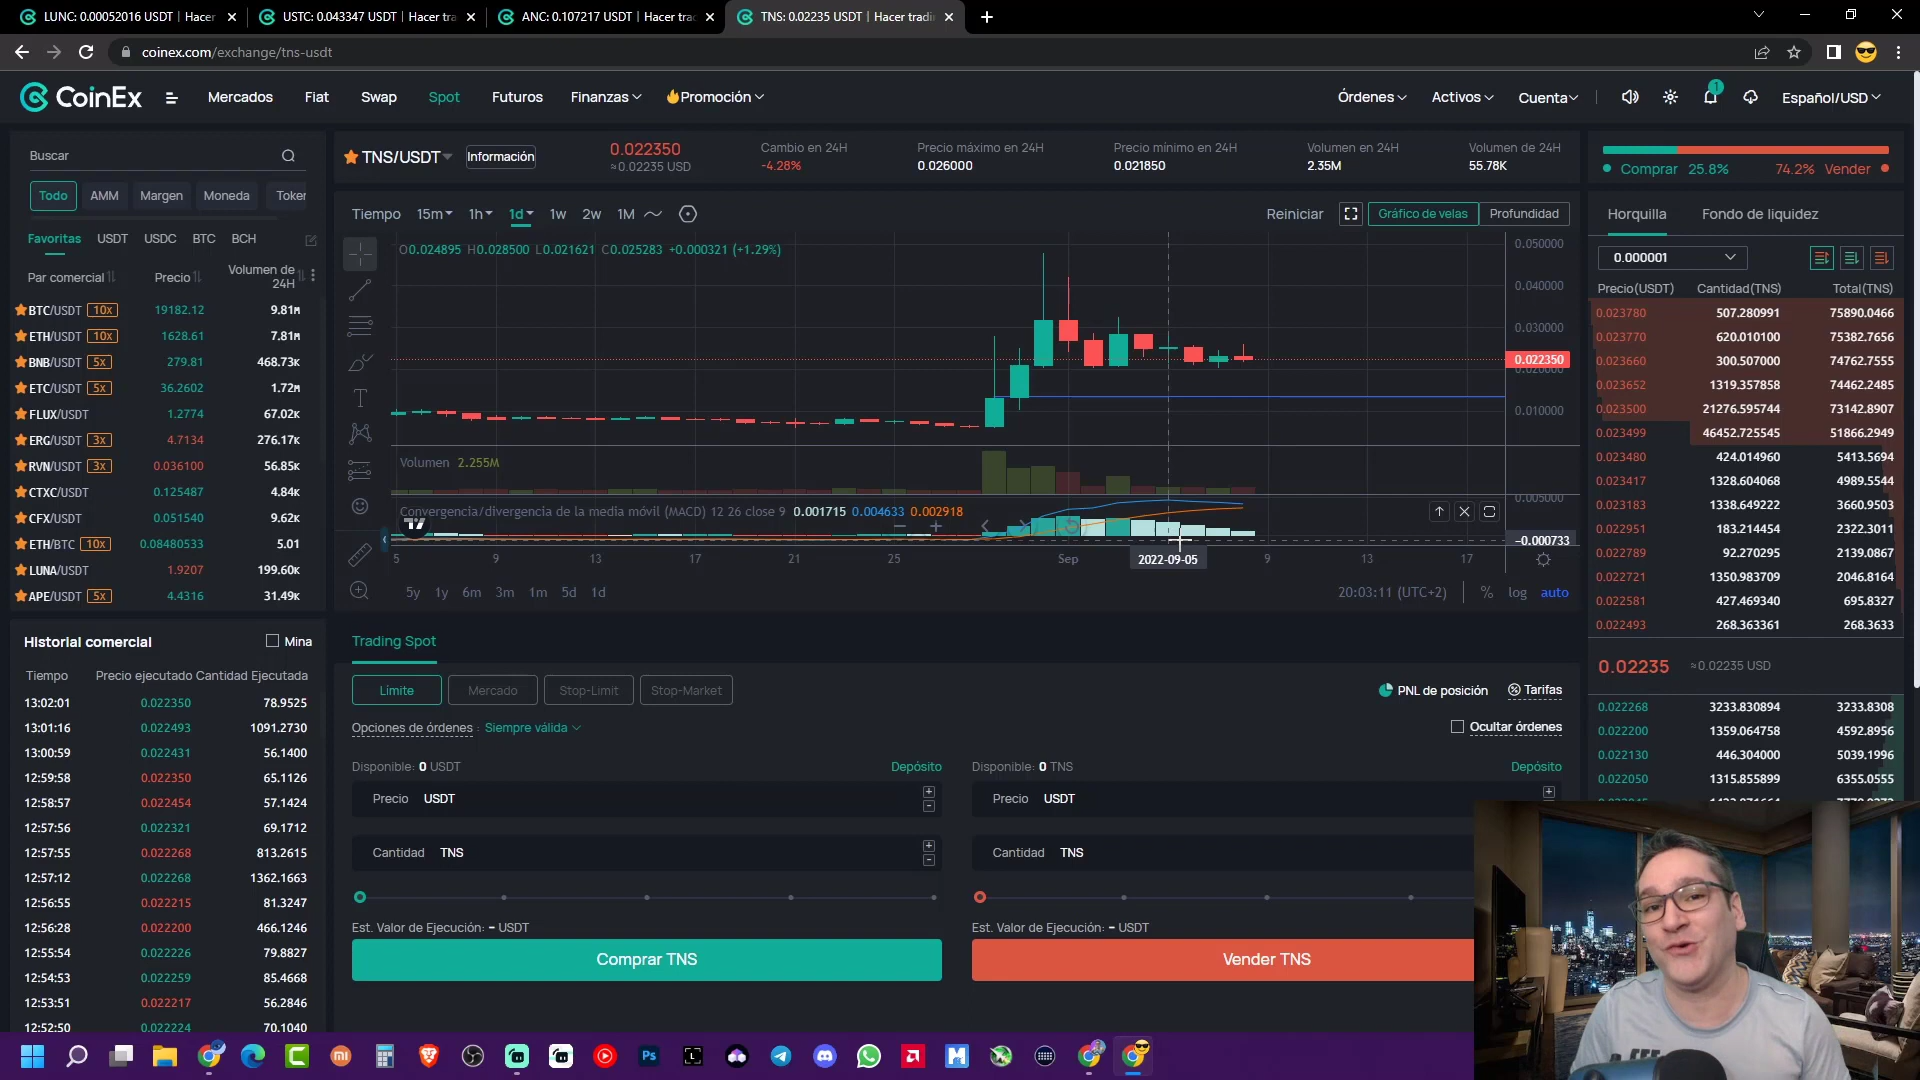 LUNC: 0.00052016 USDT | Hacer
USTC: 0.043347 USDT | Hacer tra
ANC: 0.107217 USDT | Hacer tra
TNS: 0.02235 USDT | Hacer tradi
coinex.com/exchange/tns-usdt
CoinEx
Mercados
Fiat
Swap
Spot
Futuros
Finanzas
Promoción
Órdenes
Activos
Cuenta
1
Español/USD
Buscar
Todo
AMM
Margen
Moneda
Token
Favoritas
USDT
USDC
BTC
BCH
Par comercial
Precio
Volumen de 24H
BTC/USDT 10x 19182.12 9.81M
ETH/USDT 10x 1628.61 7.81M
BNB/USDT 5x 279.81 468.73K
ETC/USDT 5x 36.2602 1.72M
FLUX/USDT 1.2774 67.02K
ERG/USDT 3x 4.7134 276.17K
RVN/USDT 3x 0.036100 56.85K
CTXC/USDT 0.125487 4.84K
CFX/USDT 0.051540 9.62K
ETH/BTC 10x 0.08480533 5.01
LUNA/USDT 1.9207 199.60K
APE/USDT 5x 4.4316 31.49K
Historial comercial
Mina
Tiempo Precio ejecutado Cantidad Ejecutada
13:02:01 0.022350 78.9525
13:01:16 0.022493 1091.2730
13:00:59 0.022431 56.1400
12:59:58 0.022350 65.1126
12:58:57 0.022454 57.1424
12:57:56 0.022321 69.1712
12:57:55 0.022268 813.2615
12:57:12 0.022268 1362.1663
12:56:55 0.022215 81.3247
12:56:28 0.022200 466.1246
12:55:54 0.022226 79.8827
12:54:53 0.022259 85.4668
12:53:51 0.022217 56.2846
12:52:50 0.022224 70.1040
TNS/USDT
Información
0.022350
≈0.02235 USD
Cambio en 24H
-4.28%
Precio máximo en 24H
0.026000
Precio mínimo en 24H
0.021850
Volumen en 24H
2.35M
Volumen de 24H
55.78K
Tiempo 15m 1h 1d 1w 2w 1M
Reiniciar
Gráfico de velas
Profundidad
O0.024895 H0.028500 L0.021621 C0.025283 +0.000321 (+1.29%)
0.050000
0.040000
0.030000
0.022350
0.020000
0.010000
Volumen 2.255M
0.005000
Convergencia/divergencia de la media móvil (MACD) 12 26 close 9 0.001715 0.004633 0.002918
−0.000733
5 9 13 17 21 25 Sep 2022-09-05 9 13 17
5y 1y 6m 3m 1m 5d 1d
20:03:11 (UTC+2)
% log auto
Trading Spot
Límite
Mercado
Stop-Limit
Stop-Market
PNL de posición
Tarifas
Opciones de órdenes : Siempre válida
Ocultar órdenes
Disponible: 0 USDT
Depósito
Precio USDT
Cantidad TNS
Est. Valor de Ejecución: - USDT
Comprar TNS
Disponible: 0 TNS
Depósito
Precio USDT
Cantidad TNS
Est. Valor de Ejecución: - USDT
Vender TNS
Comprar 25.8%
74.2% Vender
Horquilla
Fondo de liquidez
0.000001
Precio(USDT) Cantidad(TNS) Total(TNS)
0.023780 507.280991 75890.0466
0.023770 620.010100 75382.7656
0.023660 300.507000 74762.7555
0.023652 1319.357858 74462.2485
0.023500 21276.595744 73142.8907
0.023499 46452.725545 51866.2949
0.023480 424.014960 5413.5694
0.023417 1338.604068 4989.5544
0.023183 1338.649222 3660.9503
0.022951 183.214454 2322.3011
0.022789 92.270295 2139.0867
0.022721 1350.983709 2046.8164
0.022581 427.469340 695.8327
0.022493 268.363361 268.3633
0.02235 ≈0.02235 USD
0.022268 3233.830894 3233.8308
0.022200 1359.064758 4592.8956
0.022130 446.304000 5039.1996
0.022050 1315.855899 6355.0555